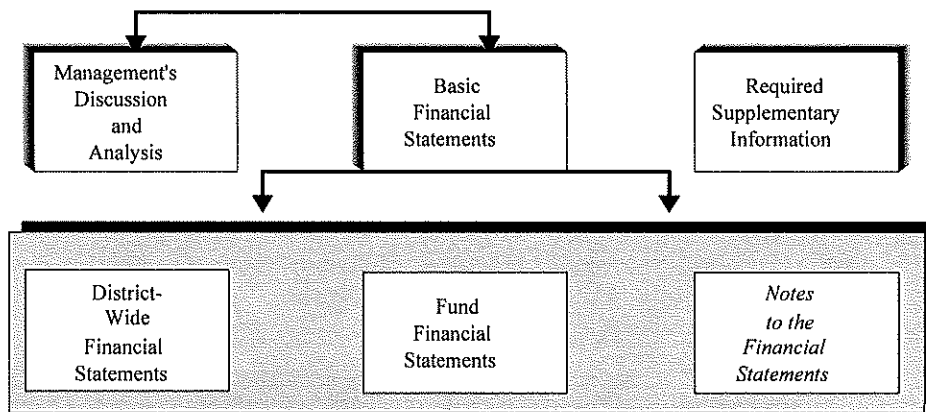 Management's
Discussion
and
Analysis
Basic
Financial
Statements
Required
Supplementary
Information
District-
Wide
Financial
Statements
Fund
Financial
Statements
Notes
to the
Financial
Statements